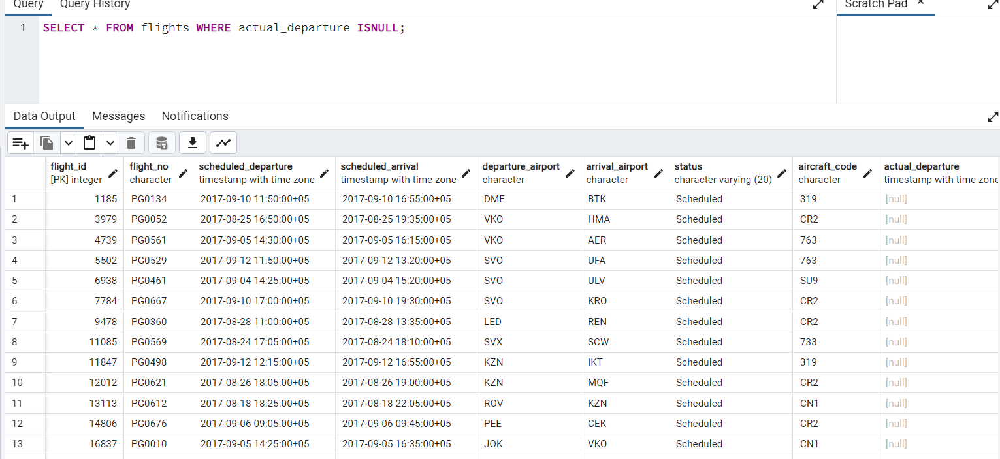 Query Query History Scratch Pad ×
1 SELECT * FROM flights WHERE actual_departure ISNULL;
Data Output Messages Notifications
flight_id flight_no scheduled_departure scheduled_arrival departure_airport arrival_airport status aircraft_code actual_departure
[PK] integer character timestamp with time zone timestamp with time zone character character character varying (20) character timestamp with time zone
1 1185 PG0134 2017-09-10 11:50:00+05 2017-09-10 16:55:00+05 DME BTK Scheduled 319 [null]
2 3979 PG0052 2017-08-25 16:50:00+05 2017-08-25 19:35:00+05 VKO HMA Scheduled CR2 [null]
3 4739 PG0561 2017-09-05 14:30:00+05 2017-09-05 16:15:00+05 VKO AER Scheduled 763 [null]
4 5502 PG0529 2017-09-12 11:50:00+05 2017-09-12 13:20:00+05 SVO UFA Scheduled 763 [null]
5 6938 PG0461 2017-09-04 14:25:00+05 2017-09-04 15:20:00+05 SVO ULV Scheduled SU9 [null]
6 7784 PG0667 2017-09-10 17:00:00+05 2017-09-10 19:30:00+05 SVO KRO Scheduled CR2 [null]
7 9478 PG0360 2017-08-28 11:00:00+05 2017-08-28 13:35:00+05 LED REN Scheduled CR2 [null]
8 11085 PG0569 2017-08-24 17:05:00+05 2017-08-24 18:10:00+05 SVX SCW Scheduled 733 [null]
9 11847 PG0498 2017-09-12 12:15:00+05 2017-09-12 16:55:00+05 KZN IKT Scheduled 319 [null]
10 12012 PG0621 2017-08-26 18:05:00+05 2017-08-26 19:00:00+05 KZN MQF Scheduled CR2 [null]
11 13113 PG0612 2017-08-18 18:25:00+05 2017-08-18 22:05:00+05 ROV KZN Scheduled CN1 [null]
12 14806 PG0676 2017-09-06 09:05:00+05 2017-09-06 09:45:00+05 PEE CEK Scheduled CR2 [null]
13 16837 PG0010 2017-09-05 14:25:00+05 2017-09-05 16:35:00+05 JOK VKO Scheduled CN1 [null]